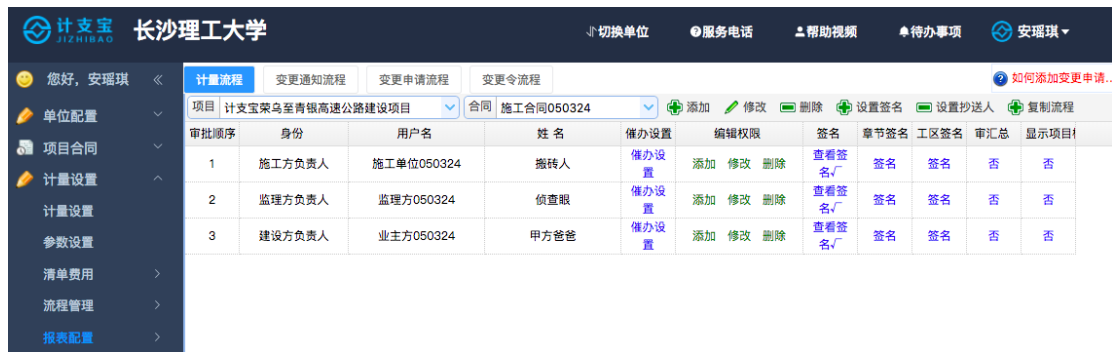 计支宝
JIZHIBAO
长沙理工大学
切换单位
服务电话
帮助视频
待办事项
安瑶琪
您好，安瑶琪
单位配置
项目合同
计量设置
计量设置
参数设置
清单费用
流程管理
报表配置
计量流程 变更通知流程 变更申请流程 变更令流程
如何添加变更申请...
项目 计支宝荣乌至青银高速公路建设项目 合同 施工合同050324 添加 修改 删除 设置签名 设置抄送人 复制流程
审批顺序 身份 用户名 姓 名 催办设置 编辑权限 签名 章节签名 工区签名 审汇总 显示项目
1 施工方负责人 施工单位050324 搬砖人 催办设置 添加 修改 删除 查看签名√ 签名 签名 否 否
2 监理方负责人 监理方050324 侦查眼 催办设置 添加 修改 删除 查看签名√ 签名 签名 否 否
3 建设方负责人 业主方050324 甲方爸爸 催办设置 添加 修改 删除 查看签名√ 签名 签名 否 否